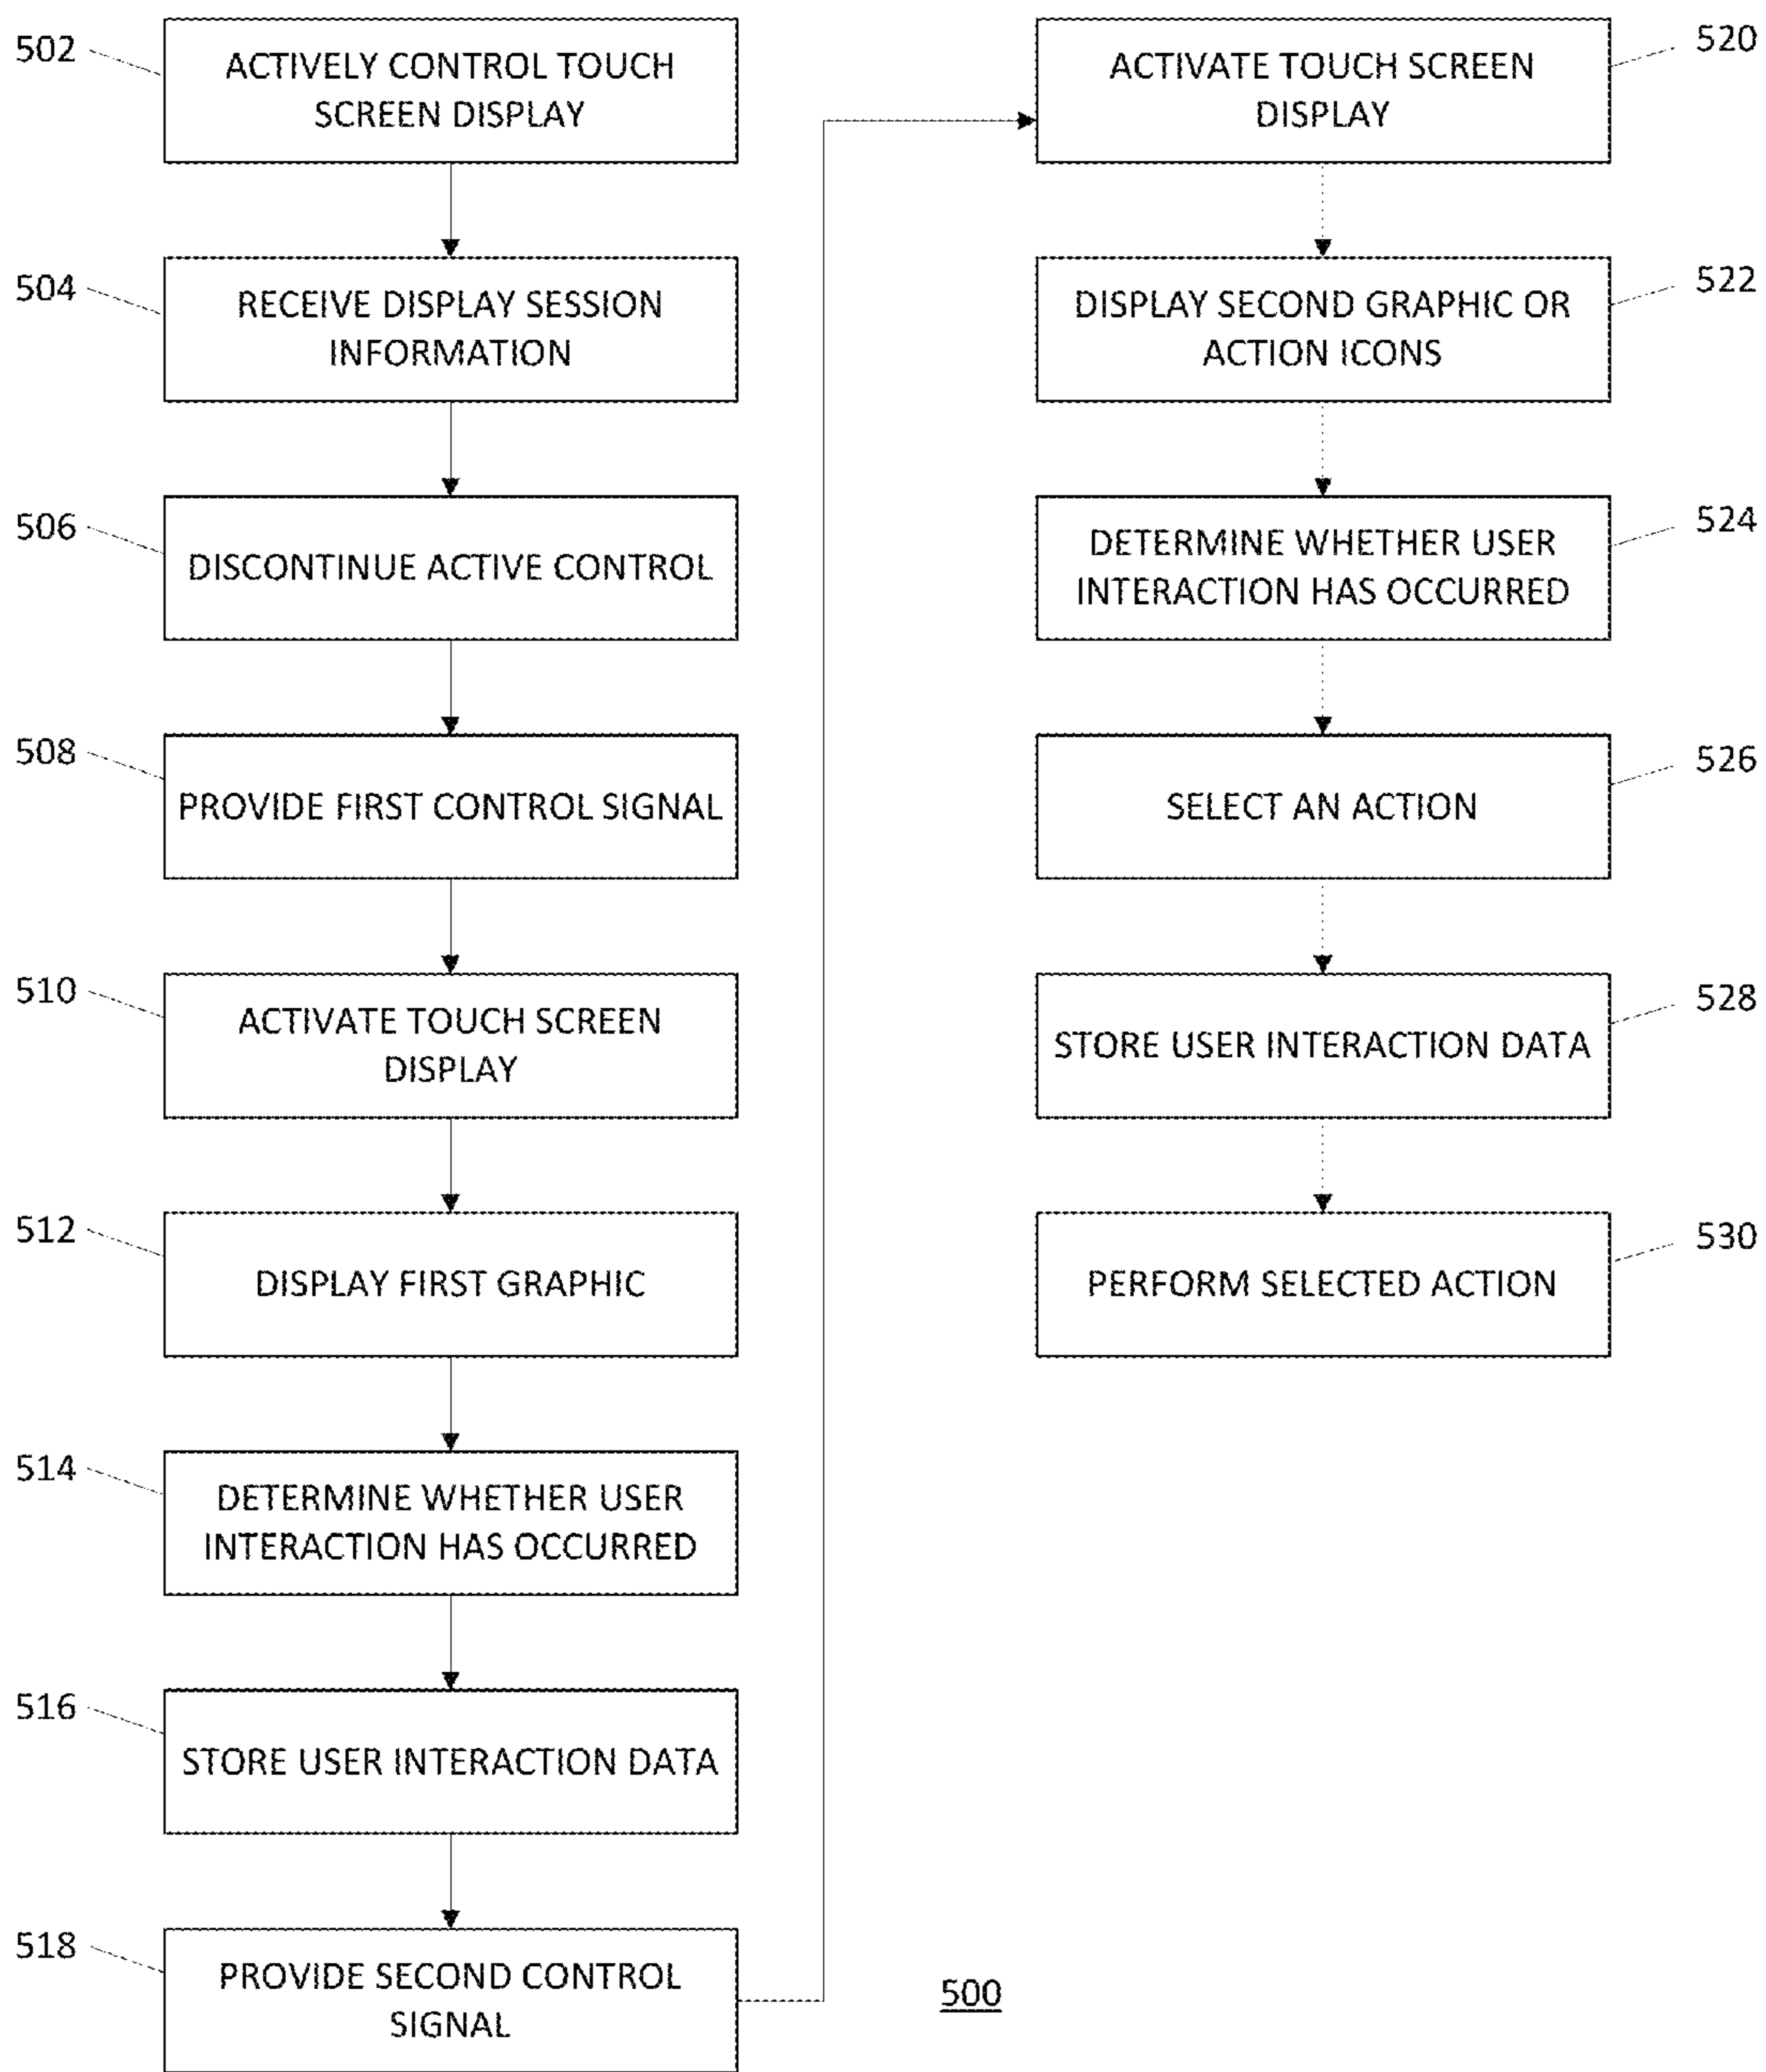 502
ACTIVELY CONTROL TOUCH
SCREEN DISPLAY
504
RECEIVE DISPLAY SESSION
INFORMATION
506
DISCONTINUE ACTIVE CONTROL
508
PROVIDE FIRST CONTROL SIGNAL
510
ACTIVATE TOUCH SCREEN
DISPLAY
512
DISPLAY FIRST GRAPHIC
514
DETERMINE WHETHER USER
INTERACTION HAS OCCURRED
516
STORE USER INTERACTION DATA
518
PROVIDE SECOND CONTROL
SIGNAL
520
ACTIVATE TOUCH SCREEN
DISPLAY
522
DISPLAY SECOND GRAPHIC OR
ACTION ICONS
524
DETERMINE WHETHER USER
INTERACTION HAS OCCURRED
526
SELECT AN ACTION
528
STORE USER INTERACTION DATA
530
PERFORM SELECTED ACTION
500